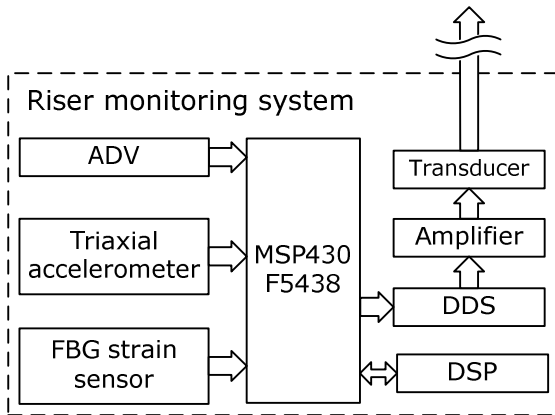 Riser monitoring system
ADV
Triaxial
accelerometer
FBG strain
sensor
MSP430
F5438
Transducer
Amplifier
DDS
DSP